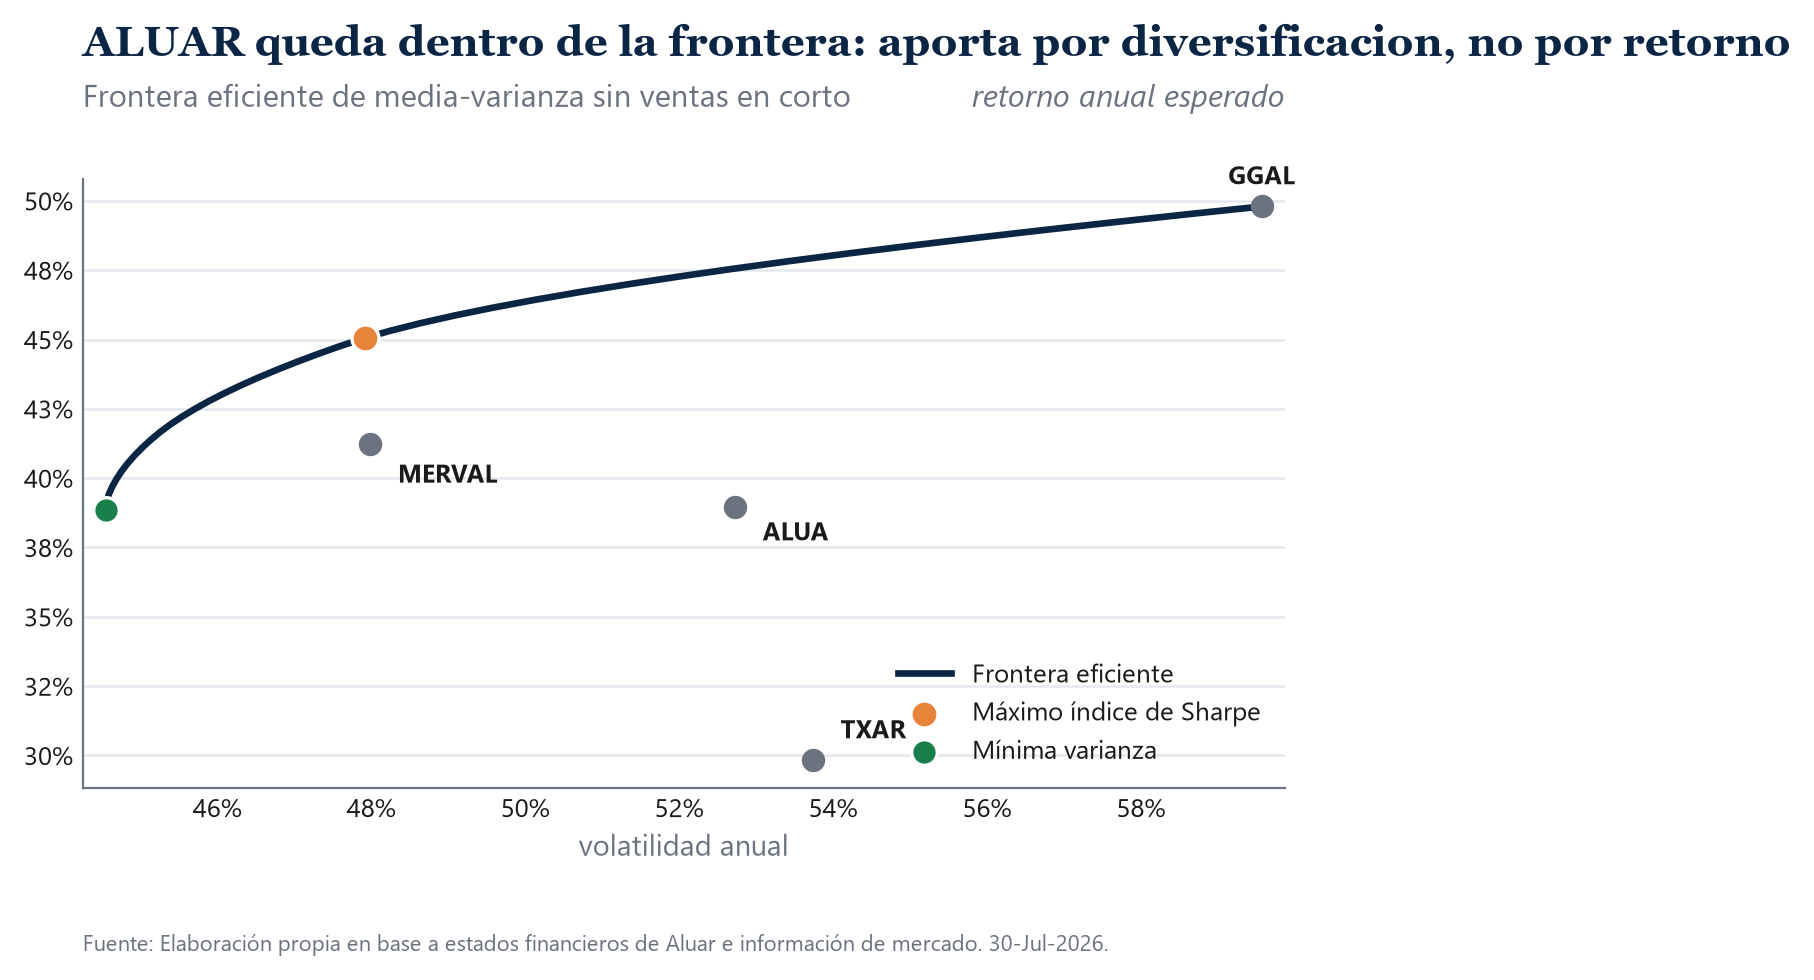 ALUAR queda dentro de la frontera: aporta por diversificacion, no por retorno
Frontera eficiente de media-varianza sin ventas en corto
retorno anual esperado
GGAL
50%
48%
45%
43%
MERVAL
40%
ALUA
38%
35%
Frontera eficiente
32%
Máximo índice de Sharpe
TXAR
Mínima varianza
30%
46% 48% 50% 52% 54% 56% 58%
volatilidad anual
Fuente: Elaboración propia en base a estados financieros de Aluar e información de mercado. 30-Jul-2026.